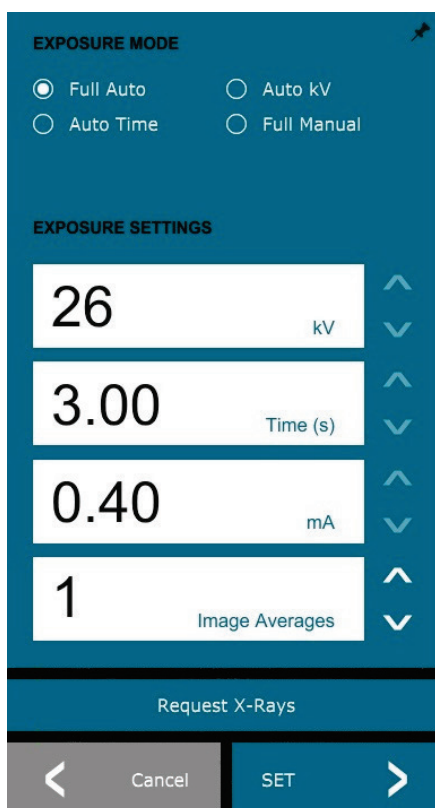 EXPOSURE MODE
Full Auto
Auto kV
Auto Time
Full Manual
EXPOSURE SETTINGS
26
kV
3.00
Time (s)
0.40
mA
1
Image Averages
Request X-Rays
Cancel
SET